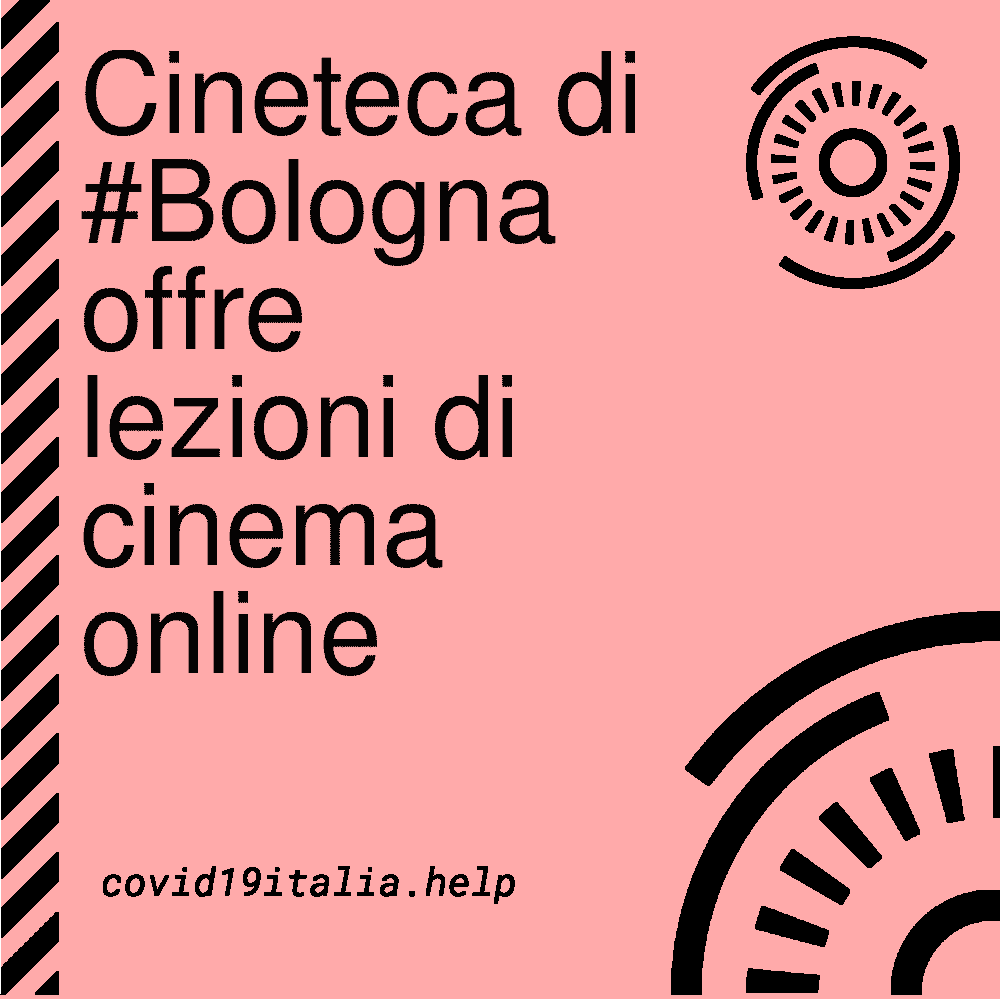 Cineteca di
#Bologna
offre
lezioni di
cinema
online
covid19italia.help